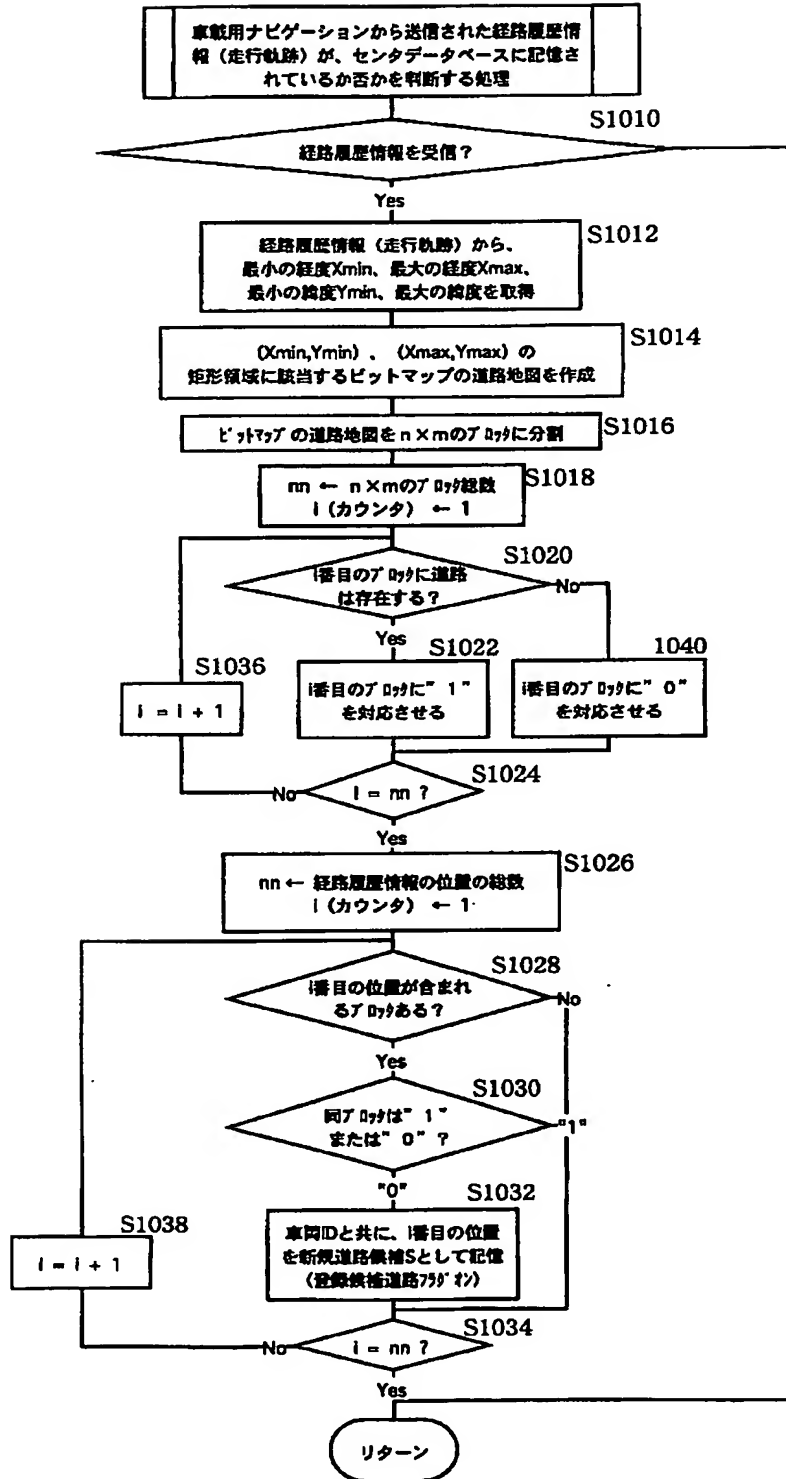 車載用ナビゲーションから送信された経路履歴情
報（走行軌跡）が、センタデータベースに記憶さ
れているか否かを判断する処理
S1010
経路履歴情報を受信？
Yes
S1012
経路履歴情報（走行軌跡）から、
最小の経度Xmin、最大の経度Xmax、
最小の緯度Ymin、最大の緯度を取得
S1014
(Xmin,Ymin) 、 (Xmax,Ymax) の
矩形領域に該当するビットマップの道路地図を作成
ﾋﾞｯﾄﾏｯﾌﾟの道路地図をn×mのﾌﾞﾛｯｸに分割
S1016
S1018
nn ← n×mのﾌﾞﾛｯｸ総数
i (カウンタ) ← 1
S1020
i番目のﾌﾞﾛｯｸに道路
は存在する？
No
Yes
S1022
1040
S1036
i番目のﾌﾞﾛｯｸに" 1 "
を対応させる
i番目のﾌﾞﾛｯｸに" 0 "
を対応させる
i = i + 1
S1024
i = nn ?
No
Yes
S1026
nn ← 経路履歴情報の位置の総数
i (カウンタ) ← 1
S1028
i番目の位置が含まれ
るﾌﾞﾛｯｸある？
No
Yes
S1030
同ﾌﾞﾛｯｸは" 1 "
または" 0 " ？
"1"
"0"
S1032
S1038
車両IDと共に、i番目の位置
を新規道路候補Sとして記憶
（登録候補道路ﾌﾗｸﾞｵﾝ）
i = i + 1
S1034
i = nn ?
No
Yes
リターン